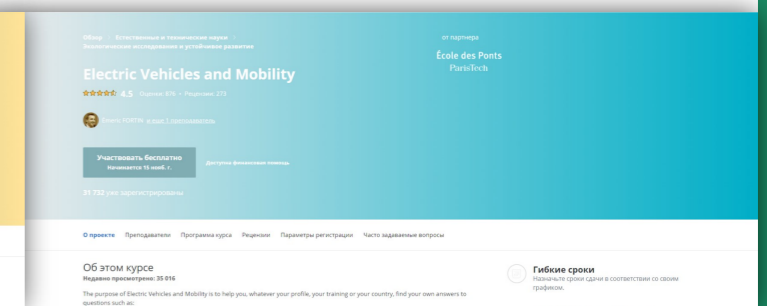 Обзор Естественные и технические науки
Экологические исследования и устойчивое развитие
от партнера
École des Ponts
ParisTech
Electric Vehicles and Mobility
4.5
VENTIN и еще 1 преподаватель
Участвовать бесплатно
Начинается 15 нояб. г.
Доступна финансовая помощь
уже зарегистрированы
О проекте Преподаватели Программа курса Рецензии Параметры регистрации Часто задаваемые вопросы
Об этом курсе
Недавно просмотрено: 35 016
The purpose of Electric Vehicles and Mobility is to help you, whatever your profile, your training or your country, find your own answers to
questions such as:
Гибкие сроки
Назначьте сроки сдачи в соответствии со своим
графиком.